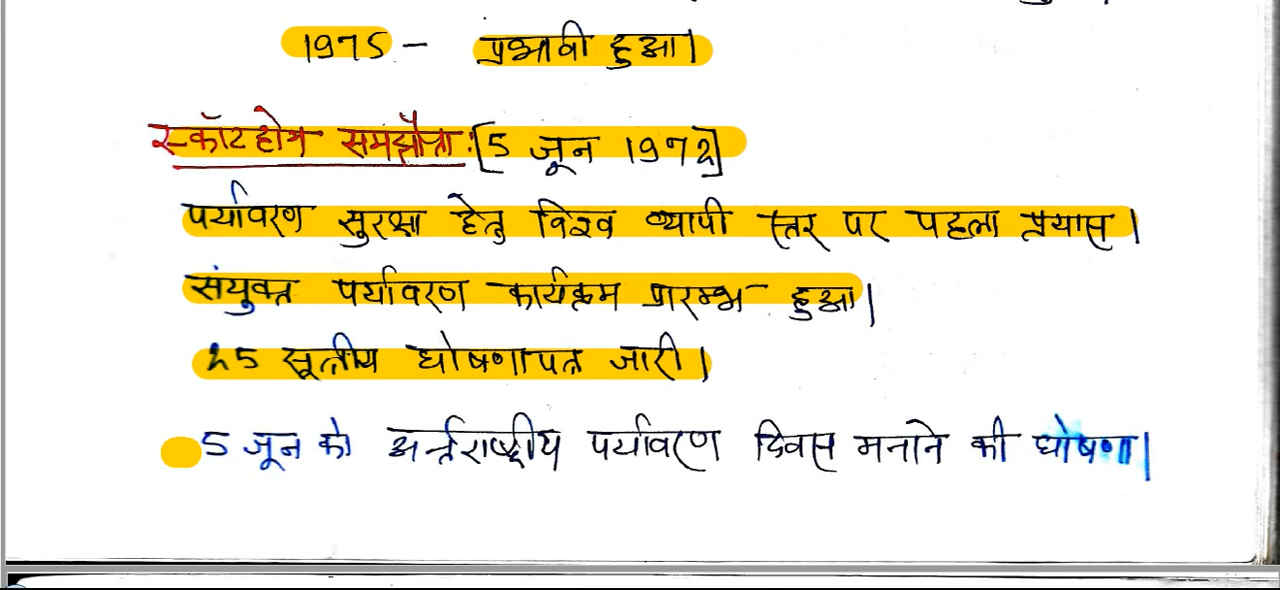 1975 - प्रभावी हुआ।
स्कॉटहोम समझौता :[5 जून 1972]
पर्यावरण सुरक्षा हेतु विश्व व्यापी स्तर पर पहला प्रयास।
संयुक्त पर्यावरण कार्यक्रम प्रारम्भ हुआ।
25 सूत्रीय घोषणापत्र जारी।
5 जून को अर्न्तराष्ट्रीय पर्यावरण दिवस मनाने की घोषणा।